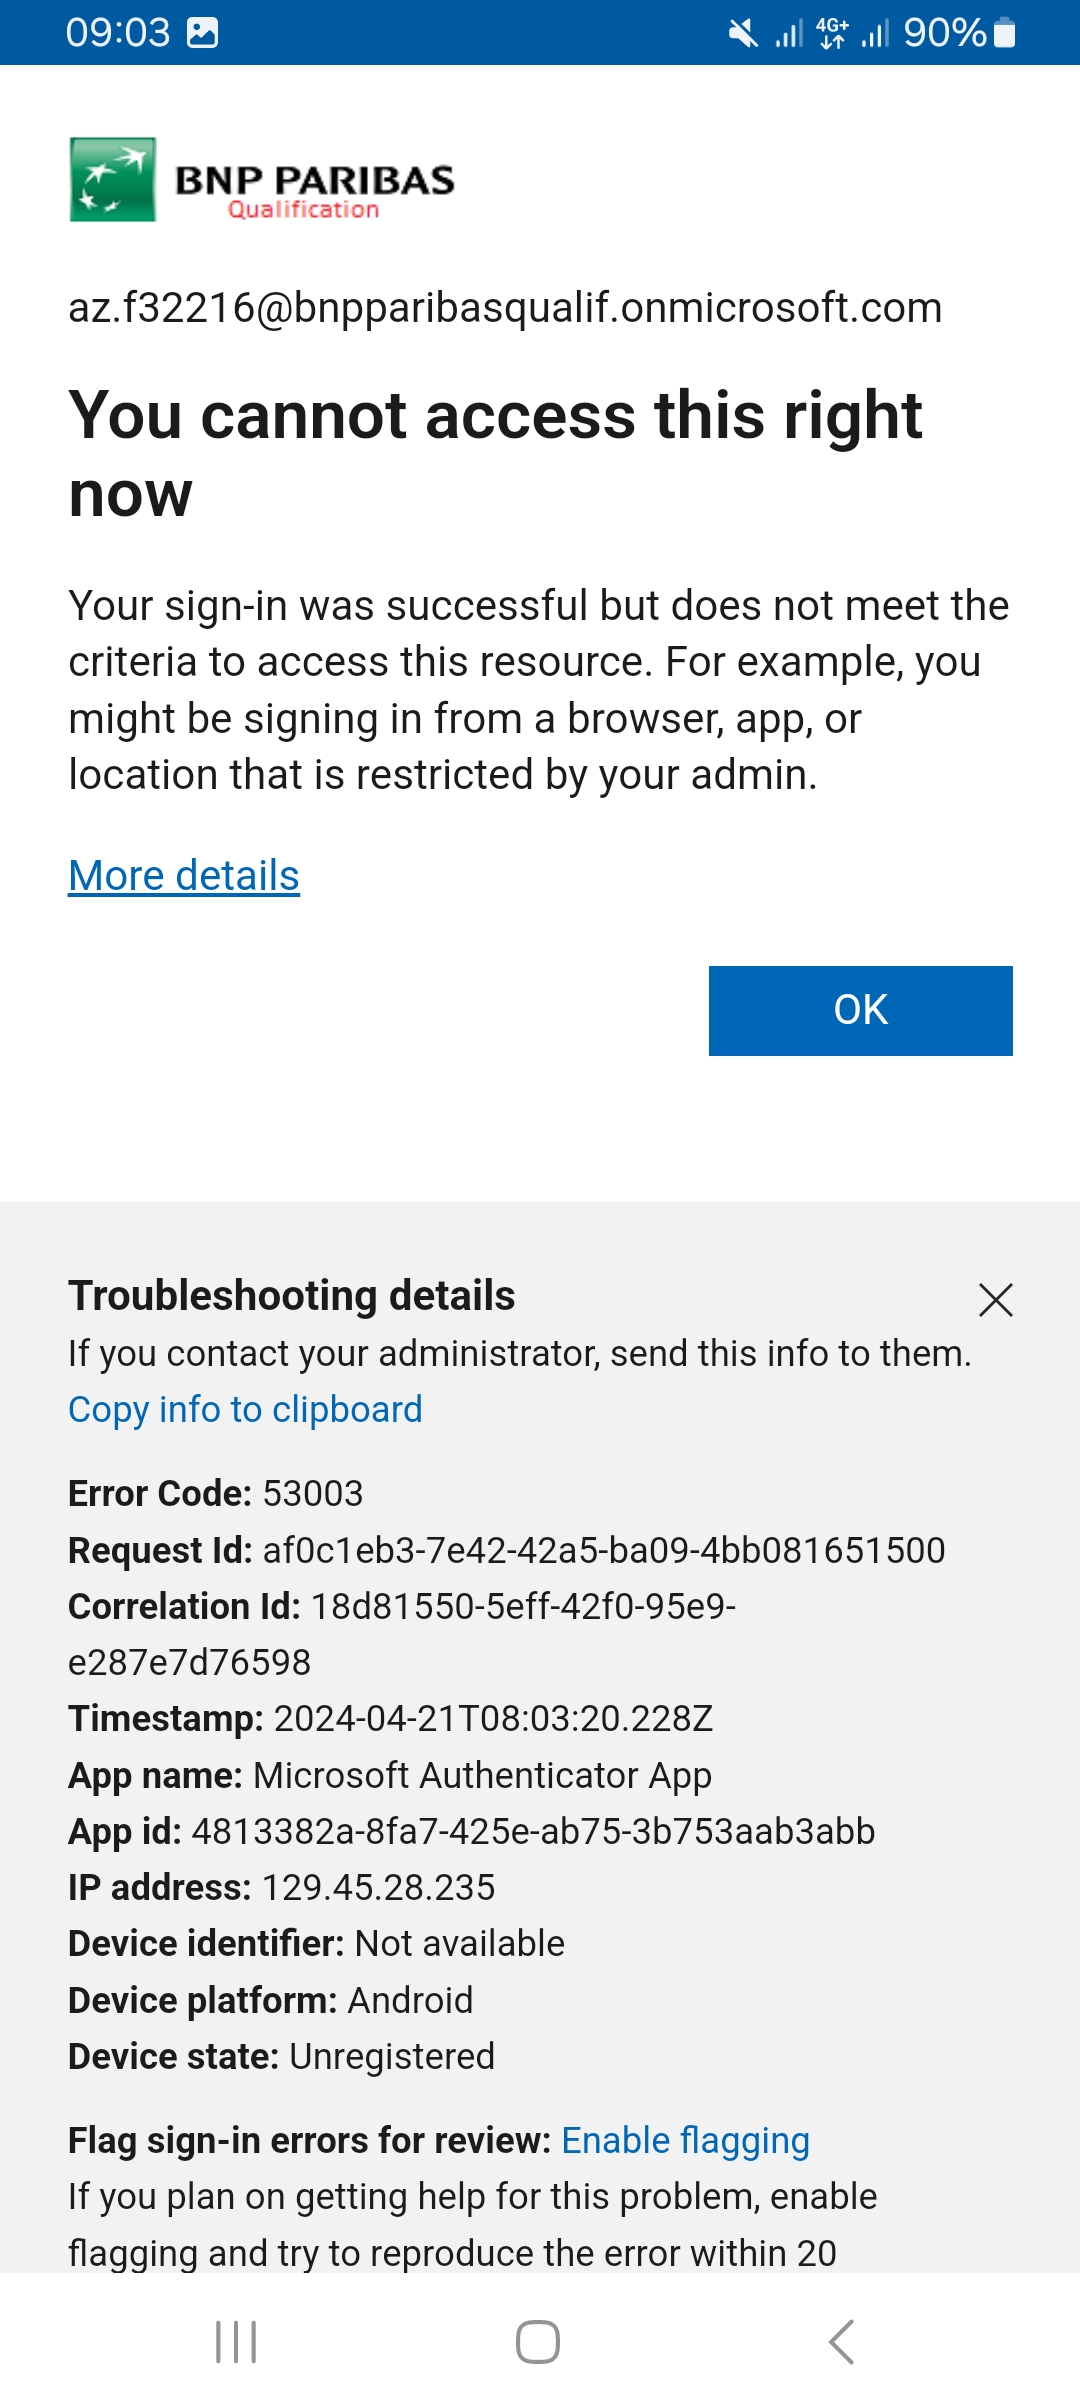 09:03
4G+
90%
BNP PARIBAS
Qualification
az.f32216@bnpparibasqualif.onmicrosoft.com
You cannot access this right
now
Your sign-in was successful but does not meet the
criteria to access this resource. For example, you
might be signing in from a browser, app, or
location that is restricted by your admin.
More details
OK
Troubleshooting details
If you contact your administrator, send this info to them.
Copy info to clipboard
Error Code: 53003
Request Id: af0c1eb3-7e42-42a5-ba09-4bb081651500
Correlation Id: 18d81550-5eff-42f0-95e9-
e287e7d76598
Timestamp: 2024-04-21T08:03:20.228Z
App name: Microsoft Authenticator App
App id: 4813382a-8fa7-425e-ab75-3b753aab3abb
IP address: 129.45.28.235
Device identifier: Not available
Device platform: Android
Device state: Unregistered
Flag sign-in errors for review: Enable flagging
If you plan on getting help for this problem, enable
flagging and try to reproduce the error within 20